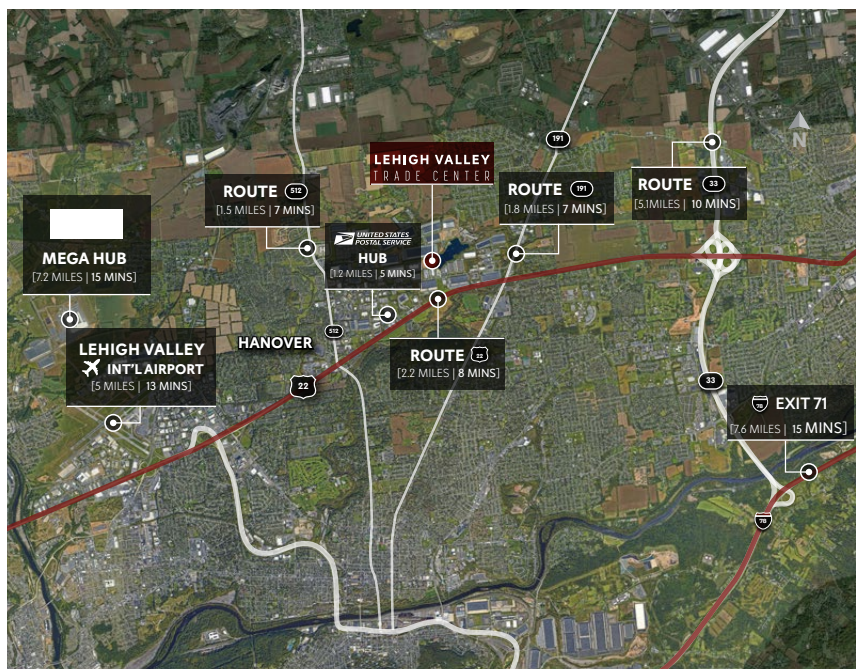 191
LEHIGH VALLEY
TRADE CENTER
N
ROUTE 512
[1.5 MILES | 7 MINS]
ROUTE 191
[1.8 MILES | 7 MINS]
ROUTE 33
[5.1MILES | 10 MINS]
UNITED STATES
POSTAL SERVICE
HUB
[1.2 MILES | 5 MINS]
MEGA HUB
[7.2 MILES | 15 MINS]
512
HANOVER
LEHIGH VALLEY
INT'L AIRPORT
[5 MILES | 13 MINS]
ROUTE 22
[2.2 MILES | 8 MINS]
22
33
78 EXIT 71
[7.6 MILES | 15 MINS]
78